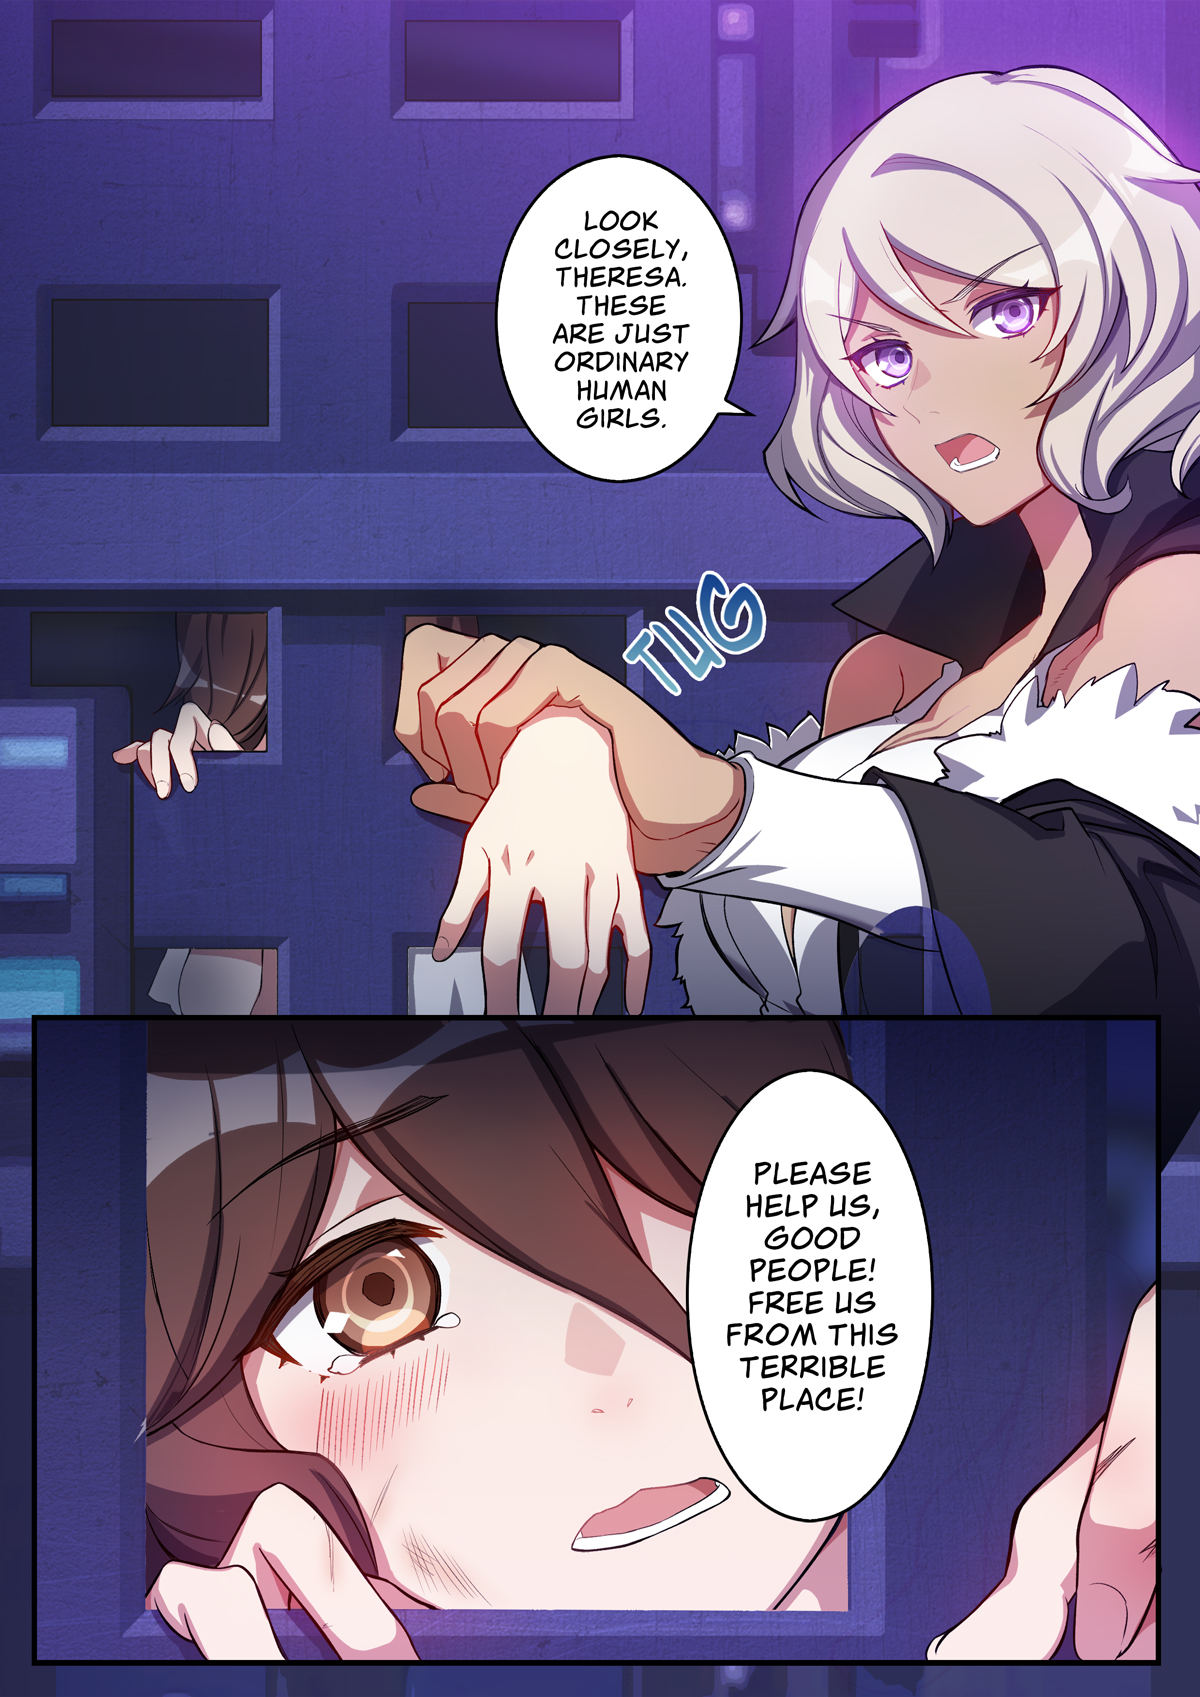 LOOK
CLOSELY,
THERESA.
THESE
ARE JUST
ORDINARY
HUMAN
GIRLS.
TUG
PLEASE
HELP US,
GOOD
PEOPLE!
FREE US
FROM THIS
TERRIBLE
PLACE!